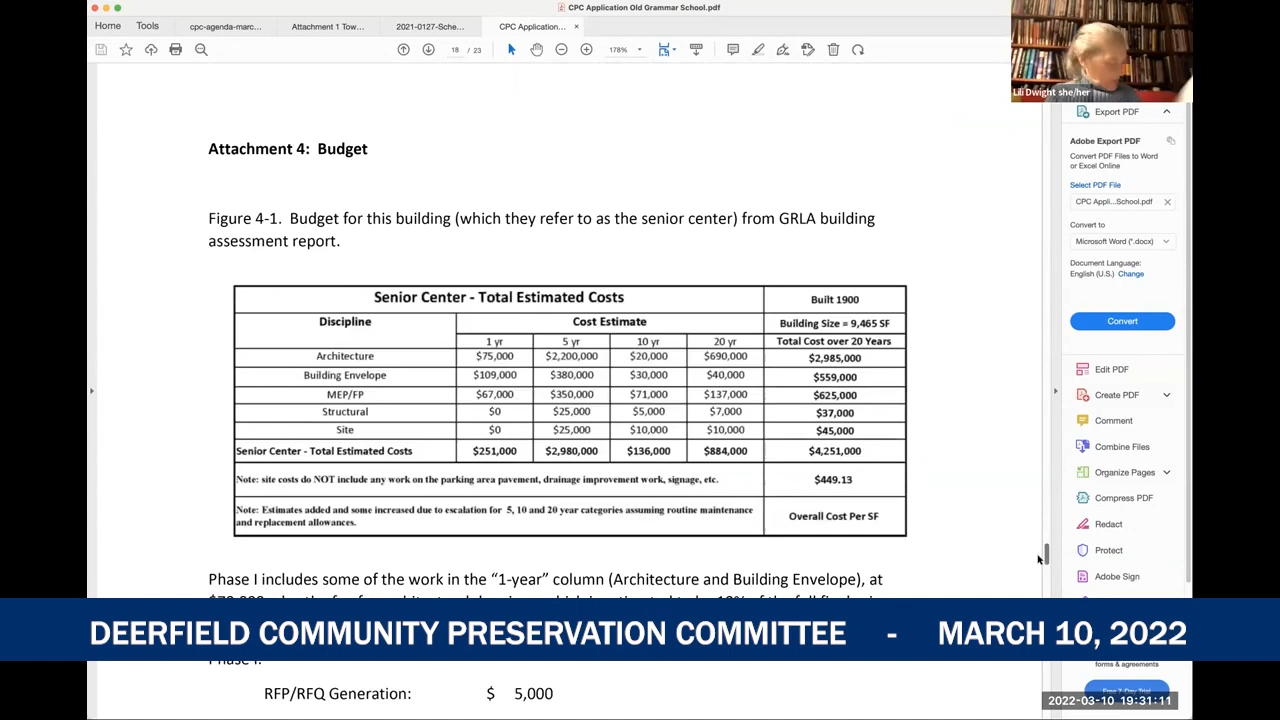 CPC Application Old Grammar School.pdf
Home Tools cpc-agenda-marc... Attachment 1 Tow... 2021-0127-Sche... CPC Application... ×
18 / 23 178%
Lili Dwight she/her
Export PDF
Adobe Export PDF
Convert PDF Files to Word
or Excel Online
Select PDF File
CPC Appli...School.pdf ×
Convert to
Microsoft Word (*.docx)
Document Language:
English (U.S.) Change
Convert
Edit PDF
Create PDF
Comment
Combine Files
Organize Pages
Compress PDF
Redact
Protect
Adobe Sign
forms & agreements
Free 7-Day Trial
Attachment 4: Budget
Figure 4-1. Budget for this building (which they refer to as the senior center) from GRLA building
assessment report.
Senior Center - Total Estimated Costs Built 1900
Discipline Cost Estimate Building Size = 9,465 SF
1 yr 5 yr 10 yr 20 yr Total Cost over 20 Years
Architecture $75,000 $2,200,000 $20,000 $690,000 $2,985,000
Building Envelope $109,000 $380,000 $30,000 $40,000 $559,000
MEP/FP $67,000 $350,000 $71,000 $137,000 $625,000
Structural $0 $25,000 $5,000 $7,000 $37,000
Site $0 $25,000 $10,000 $10,000 $45,000
Senior Center - Total Estimated Costs $251,000 $2,980,000 $136,000 $884,000 $4,251,000
Note: site costs do NOT include any work on the parking area pavement, drainage improvement work, signage, etc. $449.13
Note: Estimates added and some increased due to escalation for 5, 10 and 20 year categories assuming routine maintenance
and replacement allowances.
Overall Cost Per SF
Phase I includes some of the work in the “1-year” column (Architecture and Building Envelope), at
DEERFIELD COMMUNITY PRESERVATION COMMITTEE - MARCH 10, 2022
Phase I.
RFP/RFQ Generation: $ 5,000
2022-03-10 19:31:11